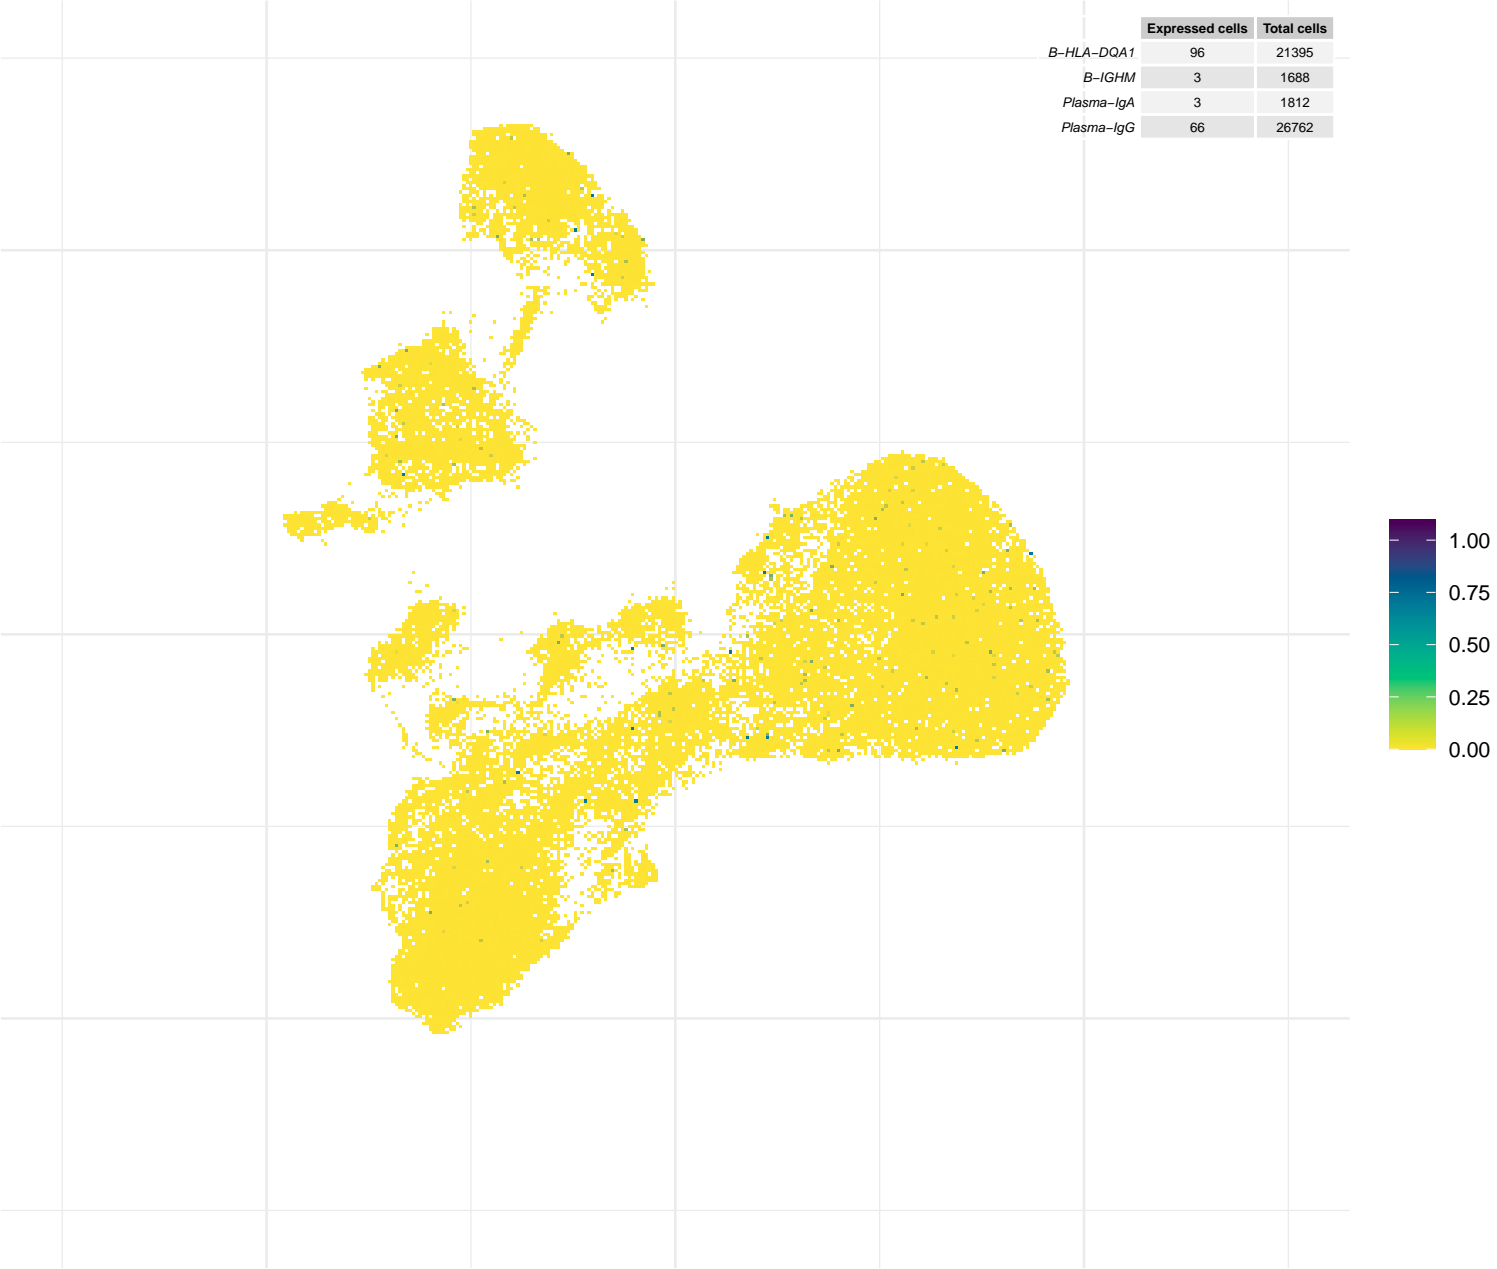 Expressed cells Total cells
B−HLA−DQA1 96 21395
B−IGHM 3 1688
Plasma−IgA 3 1812
Plasma−IgG 66 26762
1.00
0.75
0.50
0.25
0.00